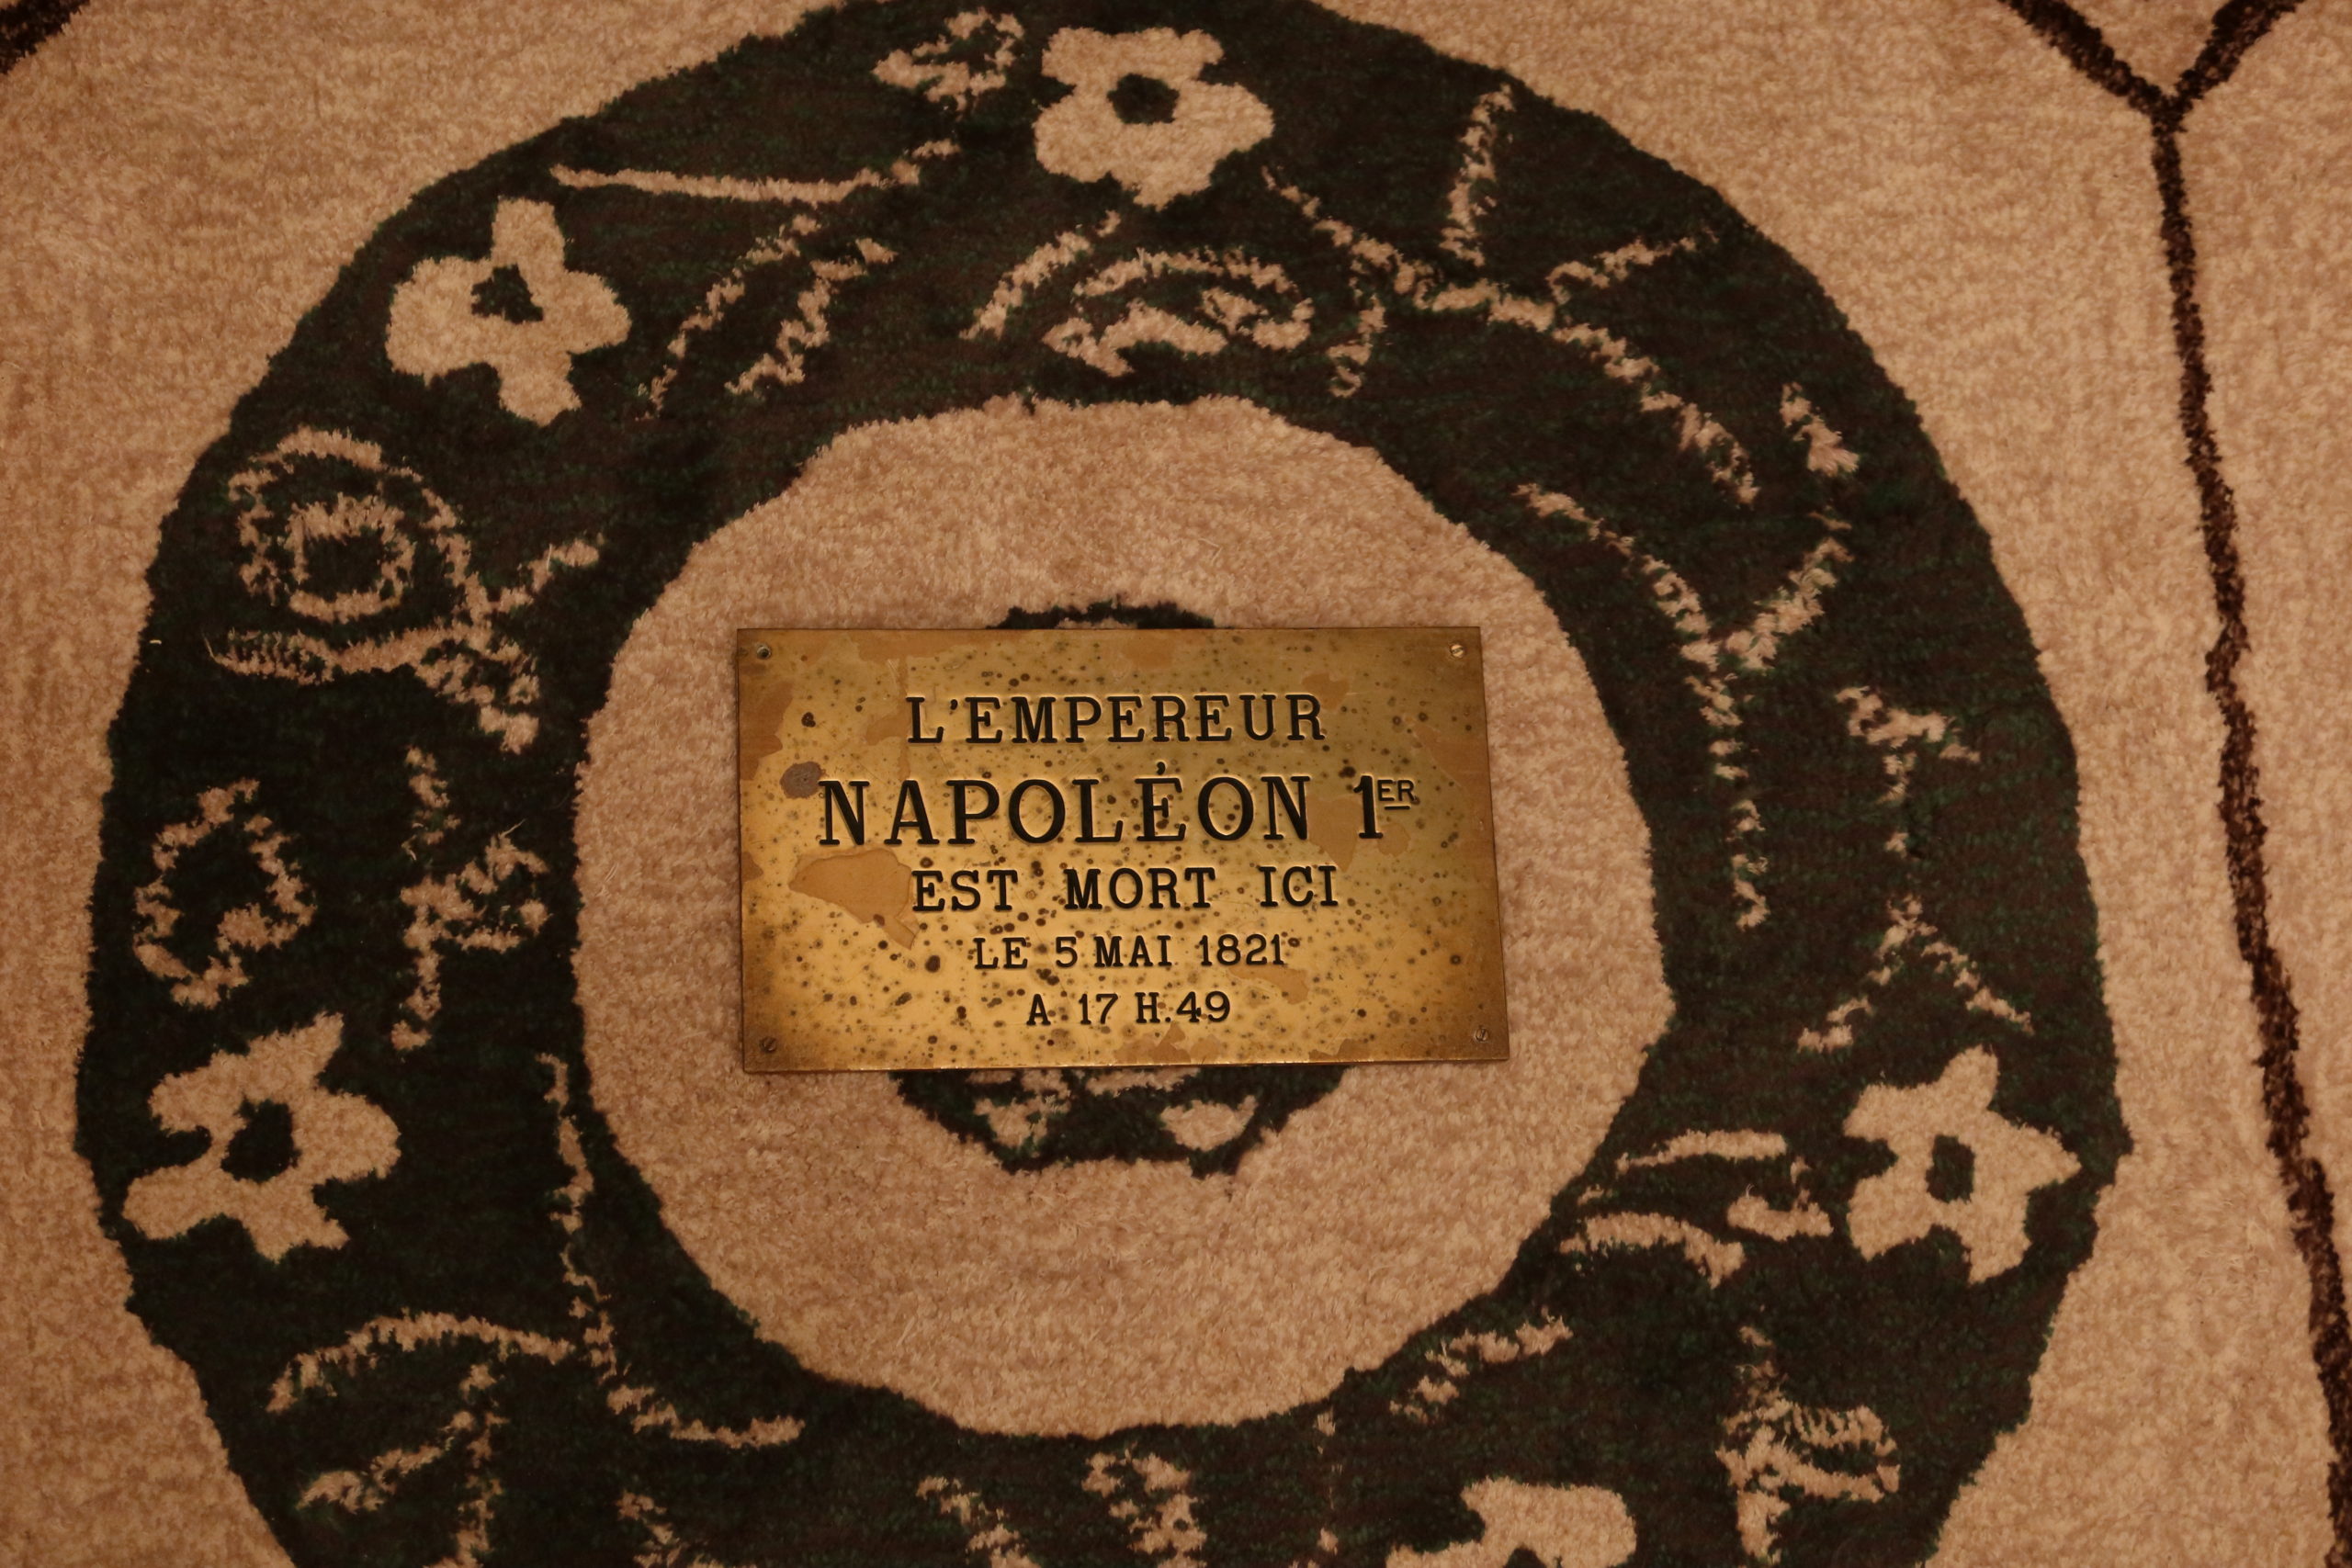 L'EMPEREUR
NAPOLÉON 1ER
EST MORT ICI
LE 5 MAI 1821
A 17 H.49